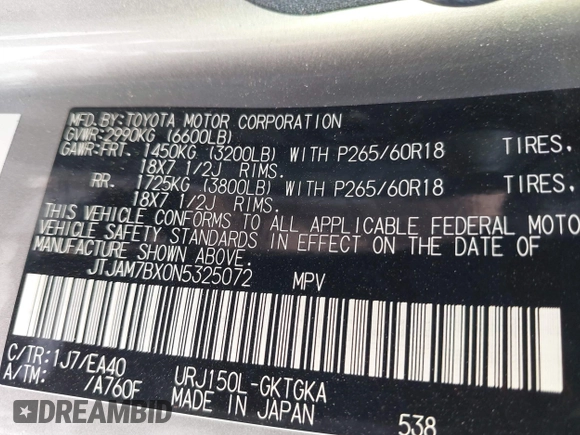 MFD.BY:TOYOTA MOTOR CORPORATION
GVWR:2990KG (6600LB)
GAWR:FRT. 1450KG (3200LB) WITH P265/60R18 TIRES,
18X7 1/2J RIMS.
RR. 1725KG (3800LB) WITH P265/60R18 TIRES,
18X7 1/2J RIMS.
THIS VEHICLE CONFORMS TO ALL APPLICABLE FEDERAL MOTO
VEHICLE SAFETY STANDARDS IN EFFECT ON THE DATE OF
MANUFACTURE SHOWN ABOVE.
JTJAM7BX0N5325072 MPV
C/TR:1J7/EA40
A/TM: /A760F
URJ150L-GKTGKA
MADE IN JAPAN
538
DREAMBID